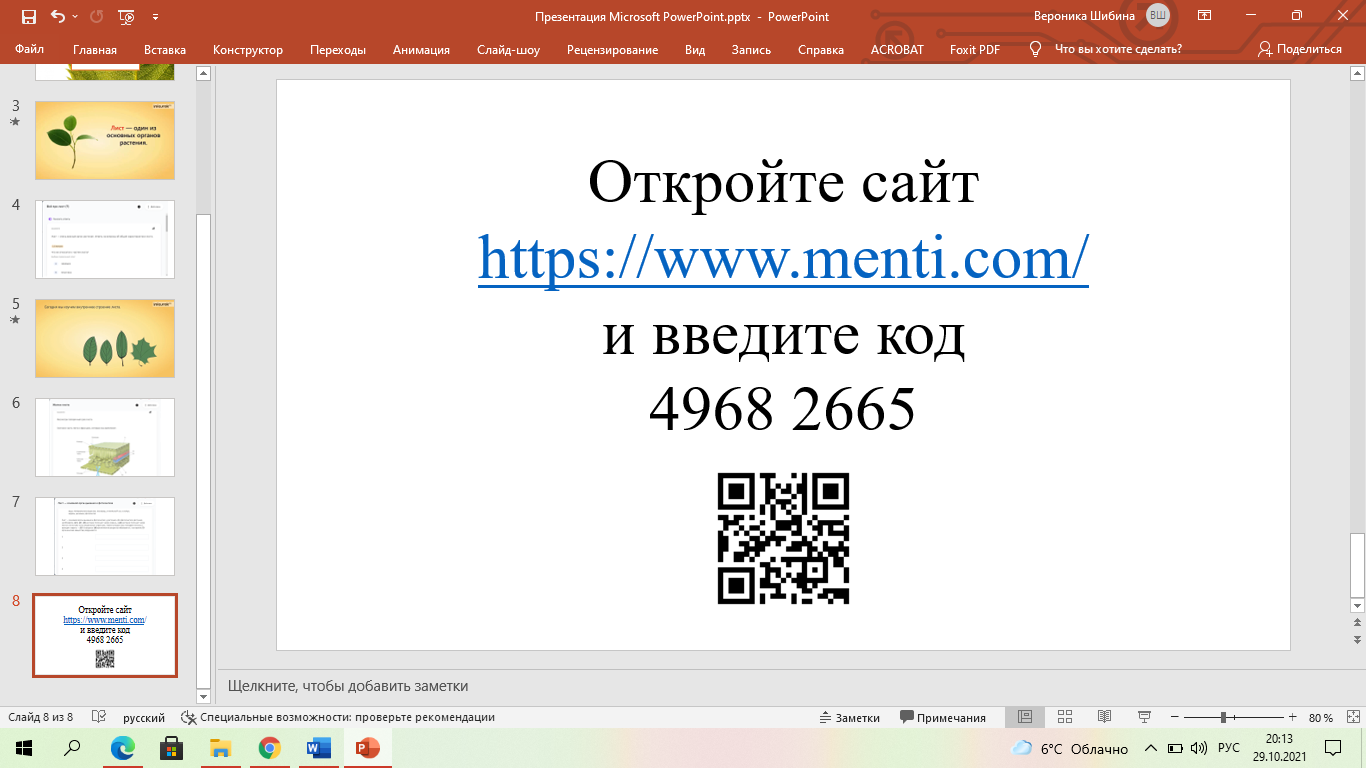 Презентация Microsoft PowerPoint.pptx - PowerPoint
Вероника Шибина
ВШ
Файл
Главная
Вставка
Конструктор
Переходы
Анимация
Слайд-шоу
Рецензирование
Вид
Запись
Справка
ACROBAT
Foxit PDF
Что вы хотите сделать?
Поделиться
3
Лист — один из
основных органов
растения.
4
5
6
7
8
Откройте сайт
https://www.menti.com/
и введите код
4968 2665
Откройте сайт
https://www.menti.com/
и введите код
4968 2665
Щелкните, чтобы добавить заметки
Слайд 8 из 8
русский
Специальные возможности: проверьте рекомендации
Заметки
Примечания
80 %
6°C Облачно
РУС
20:13
29.10.2021